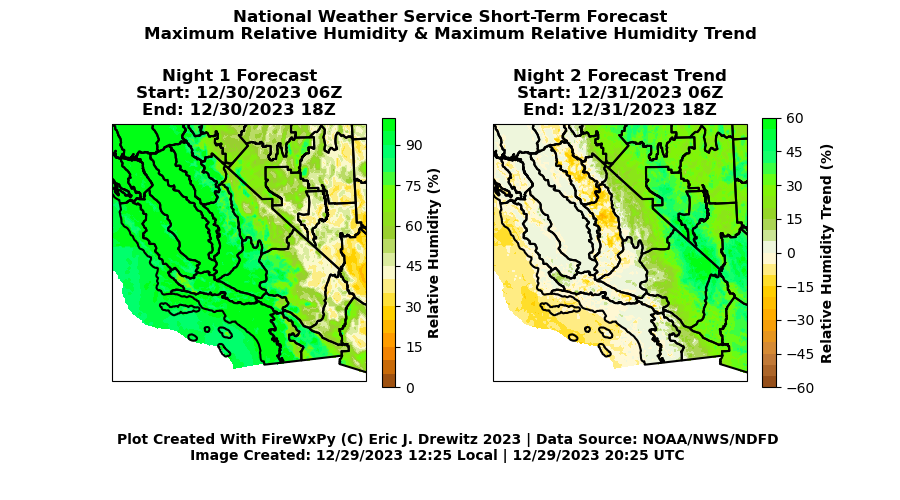 National Weather Service Short-Term Forecast
Maximum Relative Humidity & Maximum Relative Humidity Trend
Night 1 Forecast
Start: 12/30/2023 06Z
End: 12/30/2023 18Z
90
75
60
45
30
15
0
Relative Humidity (%)
Night 2 Forecast Trend
Start: 12/31/2023 06Z
End: 12/31/2023 18Z
60
45
30
15
0
−15
−30
−45
−60
Relative Humidity Trend (%)
Plot Created With FireWxPy (C) Eric J. Drewitz 2023 | Data Source: NOAA/NWS/NDFD
Image Created: 12/29/2023 12:25 Local | 12/29/2023 20:25 UTC